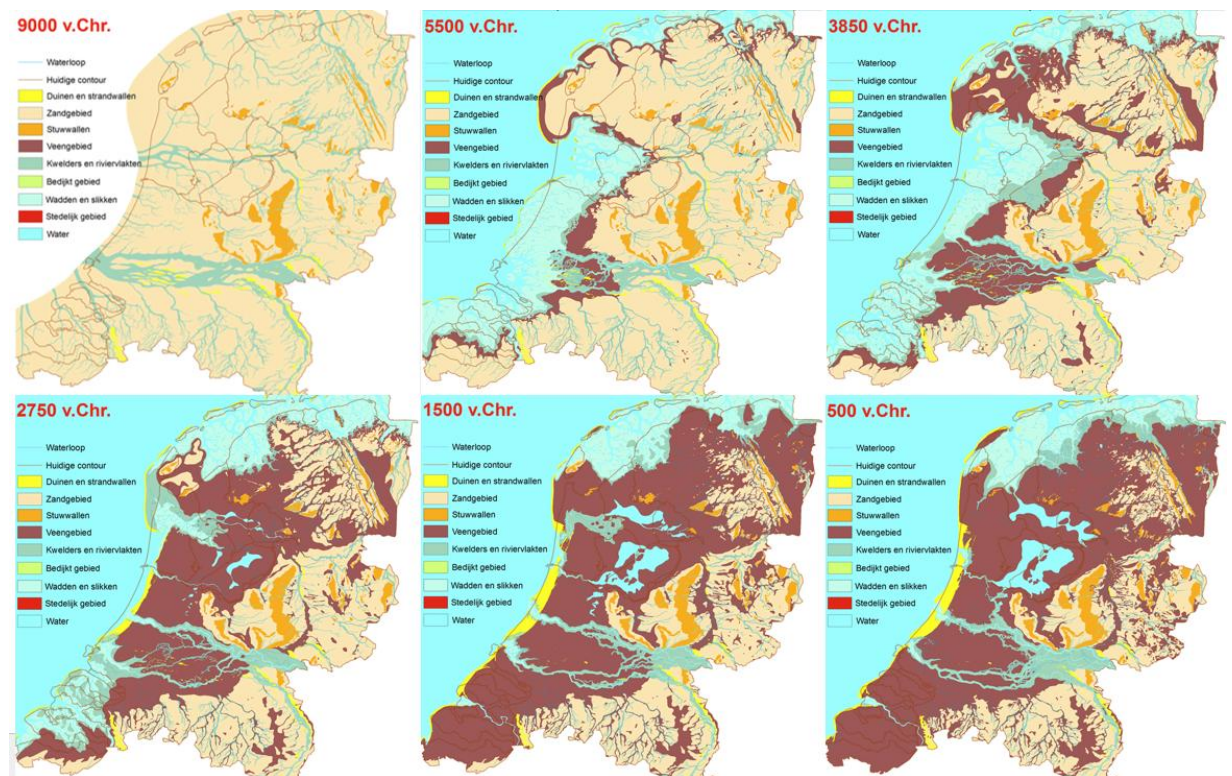 9000 v.Chr.
Waterloop
Huidige contour
Duinen en strandwallen
Zandgebied
Stuwwallen
Veengebied
Kwelders en riviervlakten
Bedijkt gebied
Wadden en slikken
Stedelijk gebied
Water
5500 v.Chr.
Waterloop
Huidige contour
Duinen en strandwallen
Zandgebied
Stuwwallen
Veengebied
Kwelders en riviervlakten
Bedijkt gebied
Wadden en slikken
Stedelijk gebied
Water
3850 v.Chr.
Waterloop
Huidige contour
Duinen en strandwallen
Zandgebied
Stuwwallen
Veengebied
Kwelders en riviervlakten
Bedijkt gebied
Wadden en slikken
Stedelijk gebied
Water
2750 v.Chr.
Waterloop
Huidige contour
Duinen en strandwallen
Zandgebied
Stuwwallen
Veengebied
Kwelders en riviervlakten
Bedijkt gebied
Wadden en slikken
Stedelijk gebied
Water
1500 v.Chr.
Waterloop
Huidige contour
Duinen en strandwallen
Zandgebied
Stuwwallen
Veengebied
Kwelders en riviervlakten
Bedijkt gebied
Wadden en slikken
Stedelijk gebied
Water
500 v.Chr.
Waterloop
Huidige contour
Duinen en strandwallen
Zandgebied
Stuwwallen
Veengebied
Kwelders en riviervlakten
Bedijkt gebied
Wadden en slikken
Stedelijk gebied
Water